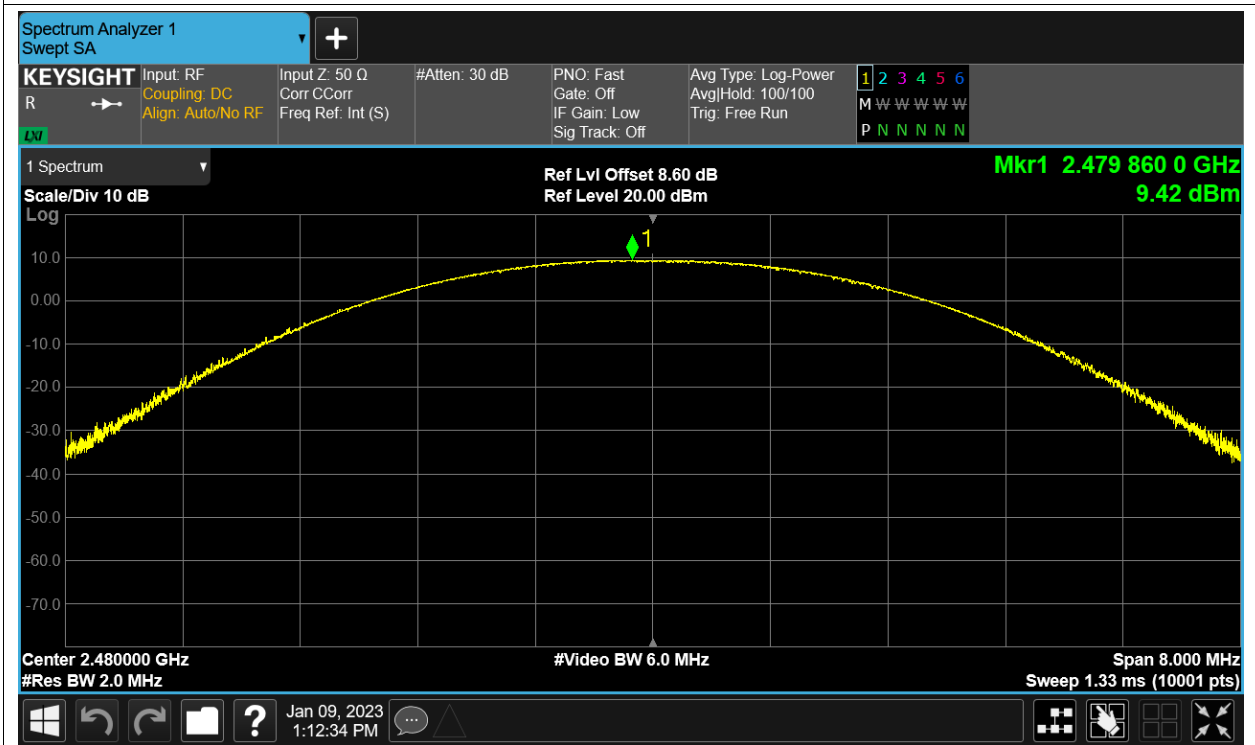 Spectrum Analyzer 1
Swept SA
KEYSIGHT
R
LXI
Input: RF
Coupling: DC
Align: Auto/No RF
Input Z: 50 Ω
Corr CCorr
Freq Ref: Int (S)
#Atten: 30 dB
PNO: Fast
Gate: Off
IF Gain: Low
Sig Track: Off
Avg Type: Log-Power
Avg|Hold: 100/100
Trig: Free Run
1 2 3 4 5 6
M W W W W W
P N N N N N
1 Spectrum
Scale/Div 10 dB
Log
Ref Lvl Offset 8.60 dB
Ref Level 20.00 dBm
Mkr1 2.479 860 0 GHz
9.42 dBm
1
10.0
0.00
-10.0
-20.0
-30.0
-40.0
-50.0
-60.0
-70.0
Center 2.480000 GHz
#Res BW 2.0 MHz
#Video BW 6.0 MHz
Span 8.000 MHz
Sweep 1.33 ms (10001 pts)
?
Jan 09, 2023
1:12:34 PM